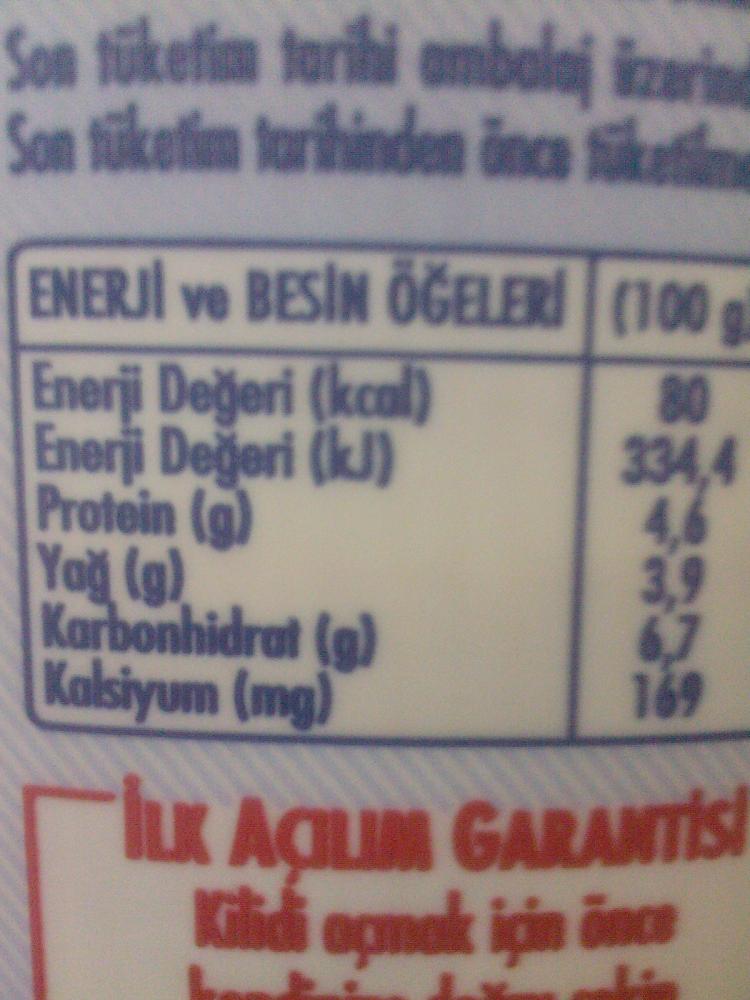 Son tüketim tarihi ambalaj
Son tüketim tarihinden önce
ENERJİ ve BESİN ÖĞELERİ (100 g
Enerji Değeri (kcal) 80
Enerji Değeri (kJ) 334,4
Protein (g) 4,6
Yağ (g) 3,9
Karbonhidrat (g) 6,7
Kalsiyum (mg) 169
İLK AÇILIM GARANTİSİ
Kilidi açmak için önce